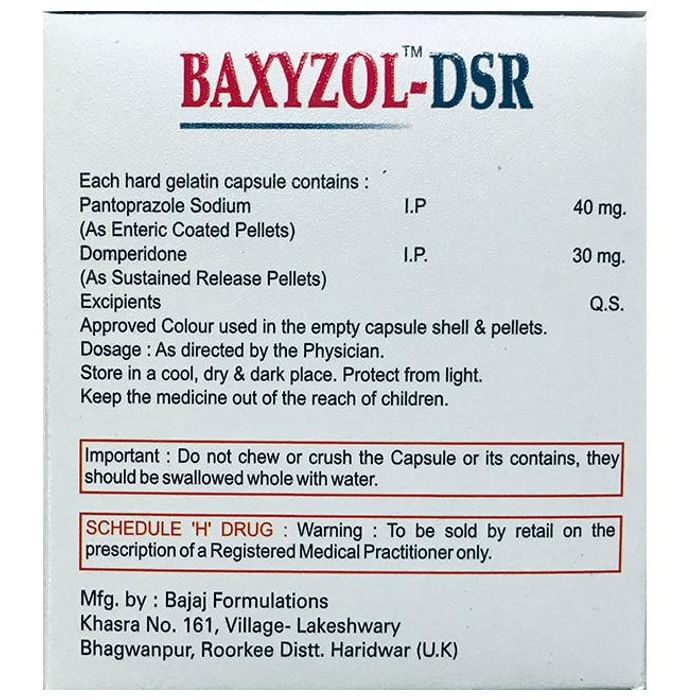 BAXYZOL™-DSR
Each hard gelatin capsule contains :
Pantoprazole Sodium I.P 40 mg.
(As Enteric Coated Pellets)
Domperidone I.P. 30 mg.
(As Sustained Release Pellets)
Excipients Q.S.
Approved Colour used in the empty capsule shell & pellets.
Dosage : As directed by the Physician.
Store in a cool, dry & dark place. Protect from light.
Keep the medicine out of the reach of children.
Important : Do not chew or crush the Capsule or its contains, they
should be swallowed whole with water.
SCHEDULE 'H' DRUG : Warning : To be sold by retail on the
prescription of a Registered Medical Practitioner only.
Mfg. by : Bajaj Formulations
Khasra No. 161, Village- Lakeshwary
Bhagwanpur, Roorkee Distt. Haridwar (U.K)